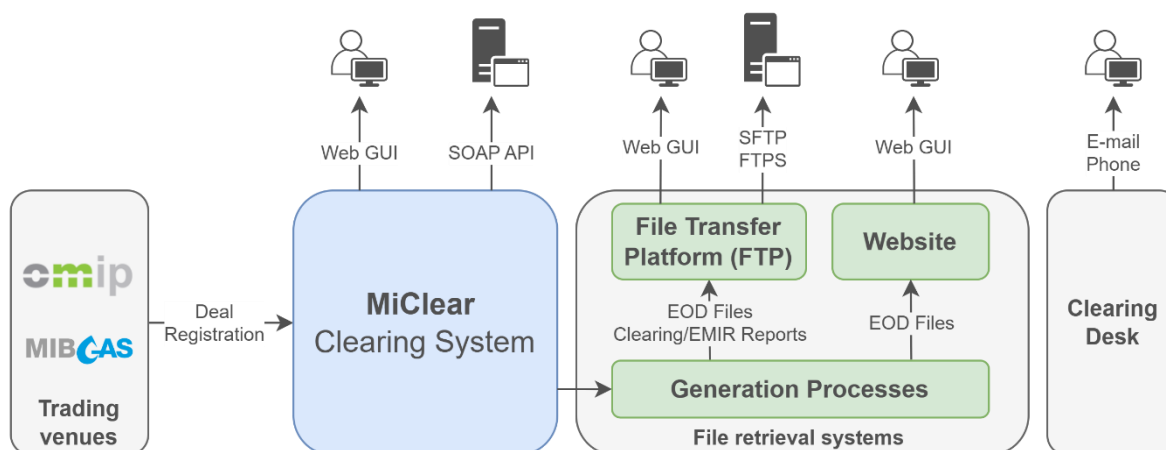 Web GUI
SOAP API
Web GUI
SFTP
FTPS
Web GUI
E-mail
Phone
omip
MIBGAS
Trading
venues
Deal
Registration
MiClear
Clearing System
File Transfer
Platform (FTP)
Website
EOD Files
Clearing/EMIR Reports
EOD Files
Generation Processes
File retrieval systems
Clearing
Desk